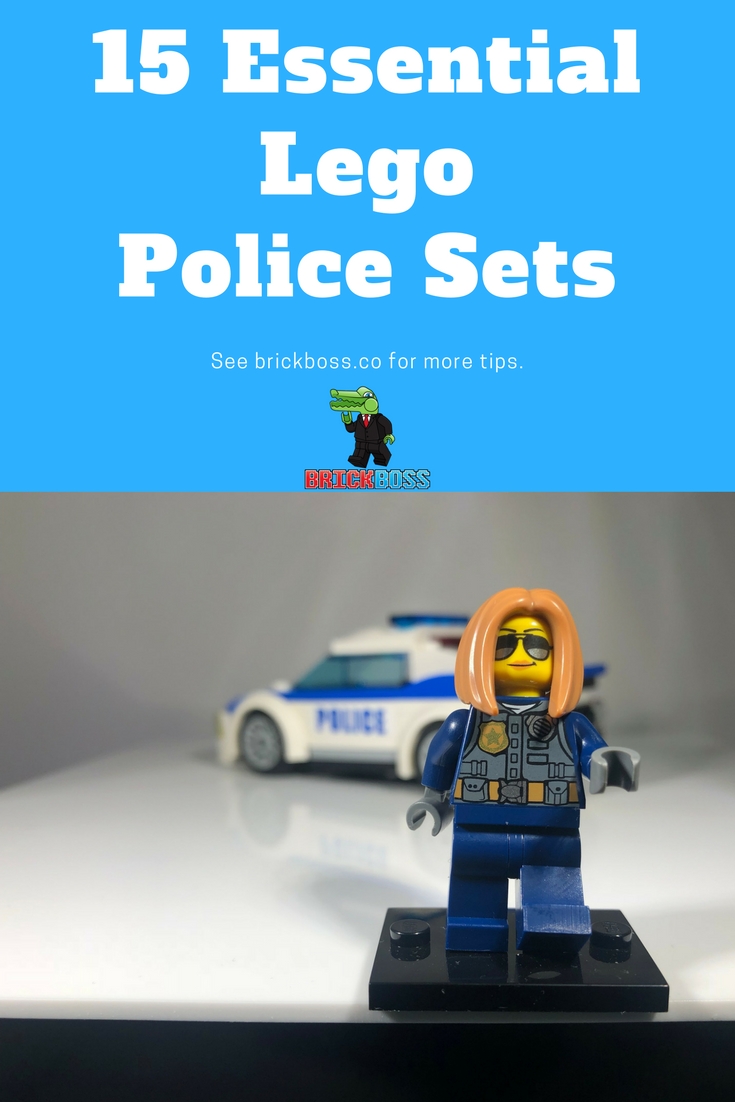 15 Essential
Lego
Police Sets
See brickboss.co for more tips.
BRICKBOSS
POLICE